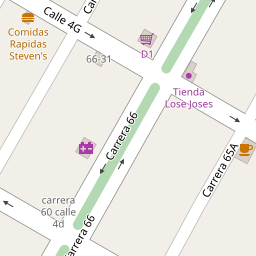 Calle 4G
Car
Comidas
Rapidas
Steven's
66-31
D1
Tienda
Lose Joses
Carrera 66
Carrera 65A
carrera
60 calle
4d
Carrera 66